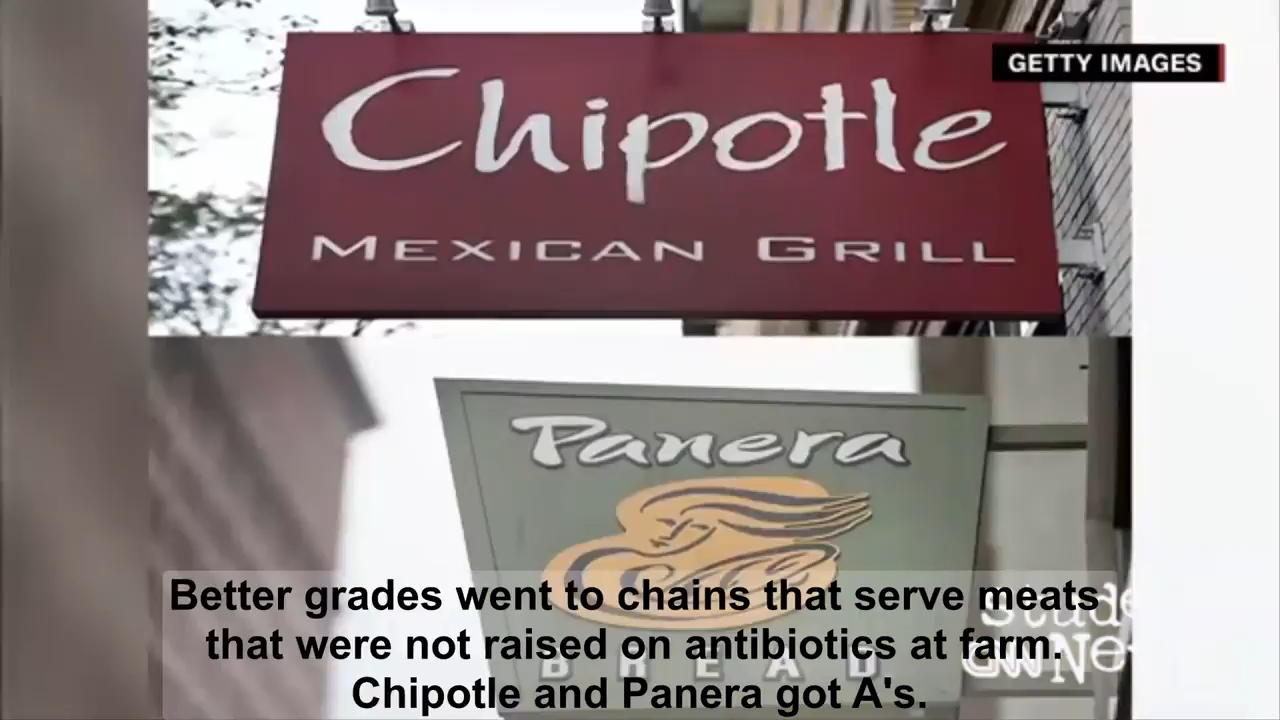 GETTY IMAGES
Chipotle
MEXICAN GRILL
Panera
BREAD
Better grades went to chains that serve meats
that were not raised on antibiotics at farm.
Chipotle and Panera got A's.